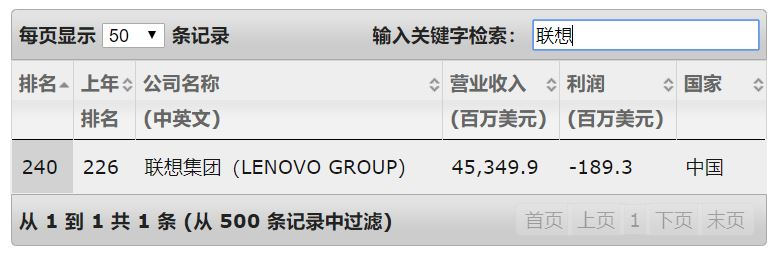 每页显示 50 条记录 输入关键字检索： 联想
排名 上年 公司名称 营业收入 利润 国家
排名 (中英文) (百万美元) (百万美元)
240 226 联想集团（LENOVO GROUP） 45,349.9 -189.3 中国
从 1 到 1 共 1 条 (从 500 条记录中过滤) 首页 上页 1 下页 末页